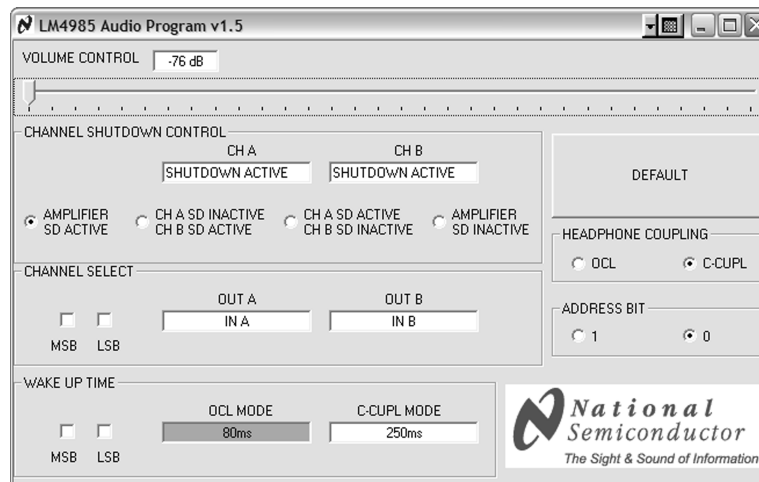 LM4985 Audio Program v1.5
VOLUME CONTROL -76 dB
CHANNEL SHUTDOWN CONTROL
CH A CH B
SHUTDOWN ACTIVE SHUTDOWN ACTIVE
AMPLIFIER SD ACTIVE
CH A SD INACTIVE CH B SD ACTIVE
CH A SD ACTIVE CH B SD INACTIVE
AMPLIFIER SD INACTIVE
DEFAULT
HEADPHONE COUPLING
OCL C-CUPL
CHANNEL SELECT
OUT A OUT B
IN A IN B
MSB LSB
ADDRESS BIT
1 0
WAKE UP TIME
OCL MODE C-CUPL MODE
80ms 250ms
MSB LSB
National
Semiconductor
The Sight & Sound of Information